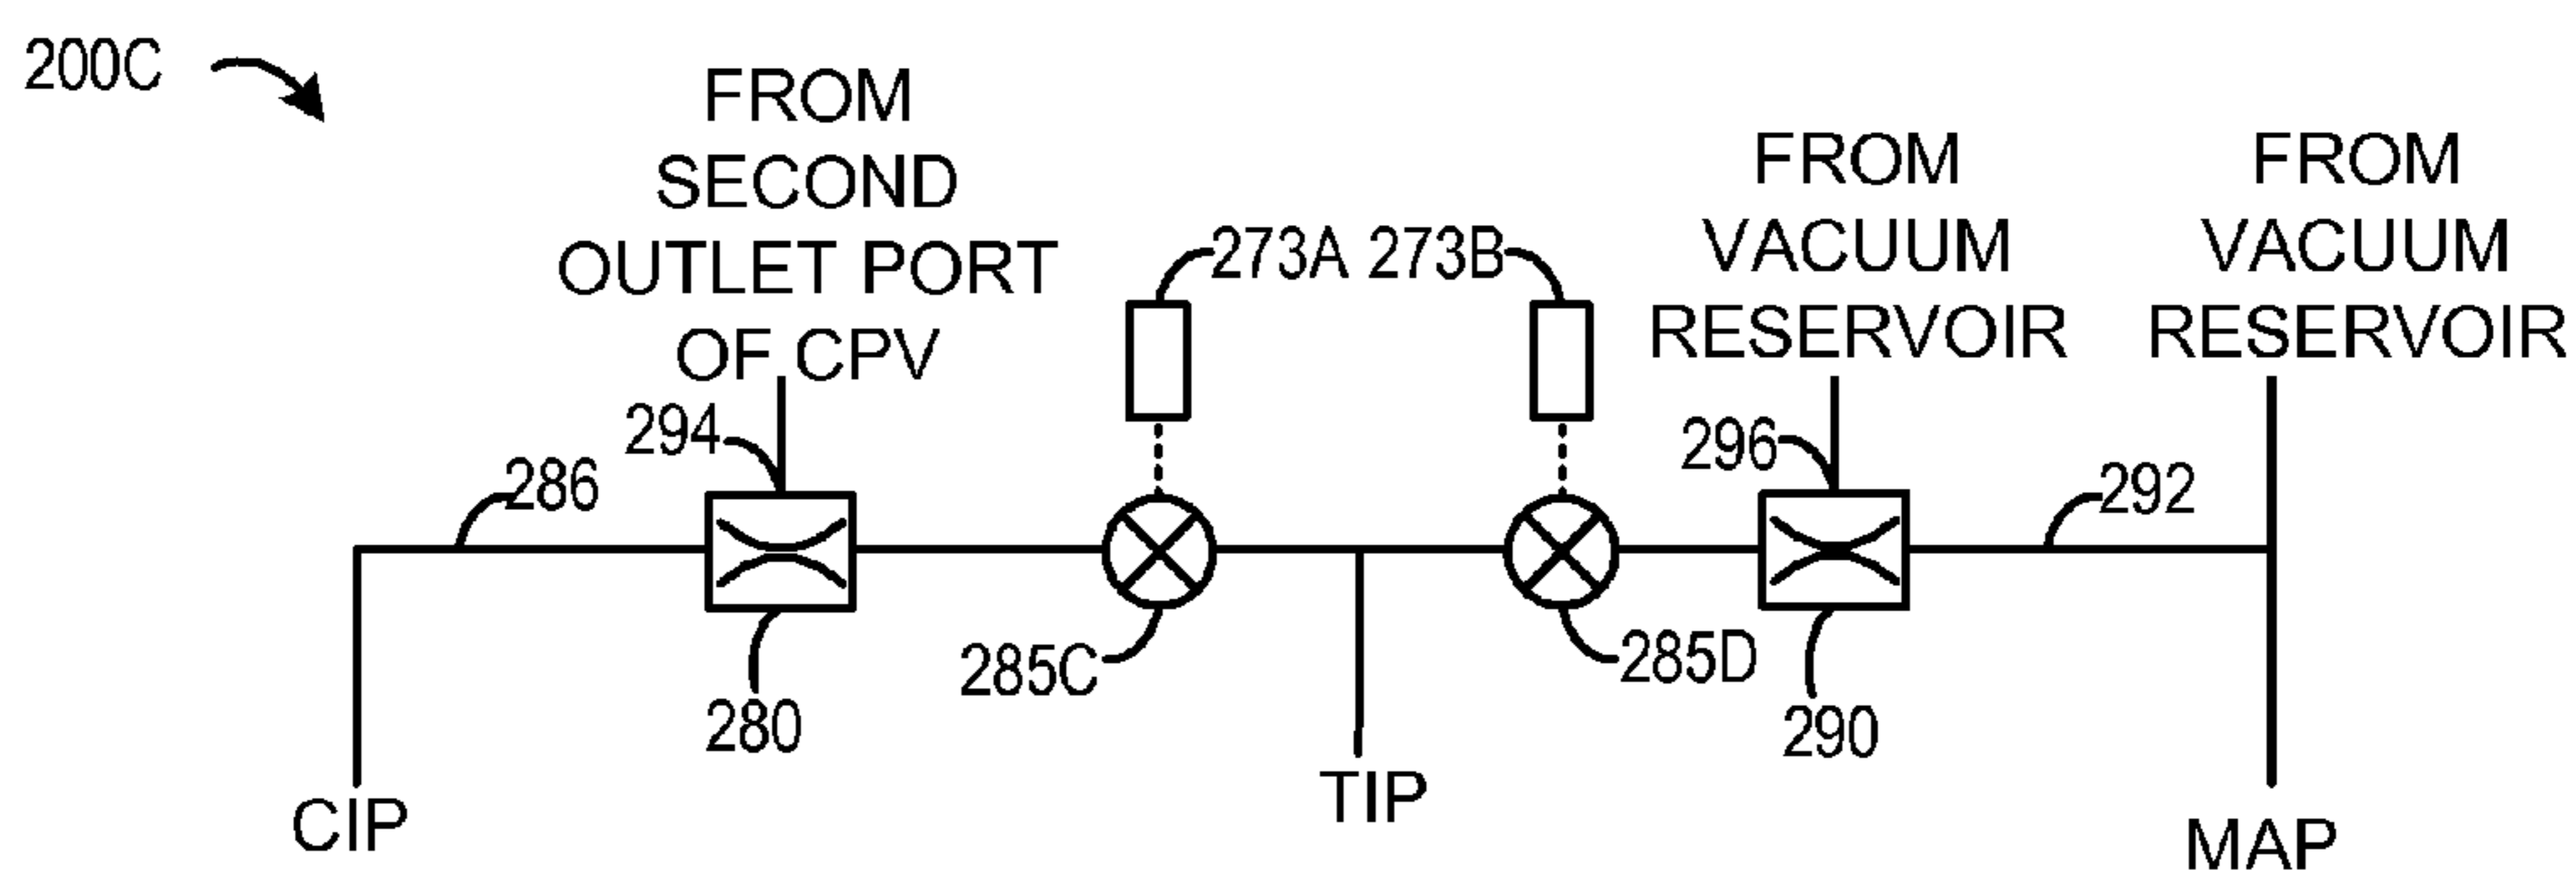 200C
FROM
SECOND
OUTLET PORT
OF CPV
FROM
VACUUM
RESERVOIR
FROM
VACUUM
RESERVOIR
273A 273B
294
296
286
292
285C
285D
280
290
CIP
TIP
MAP